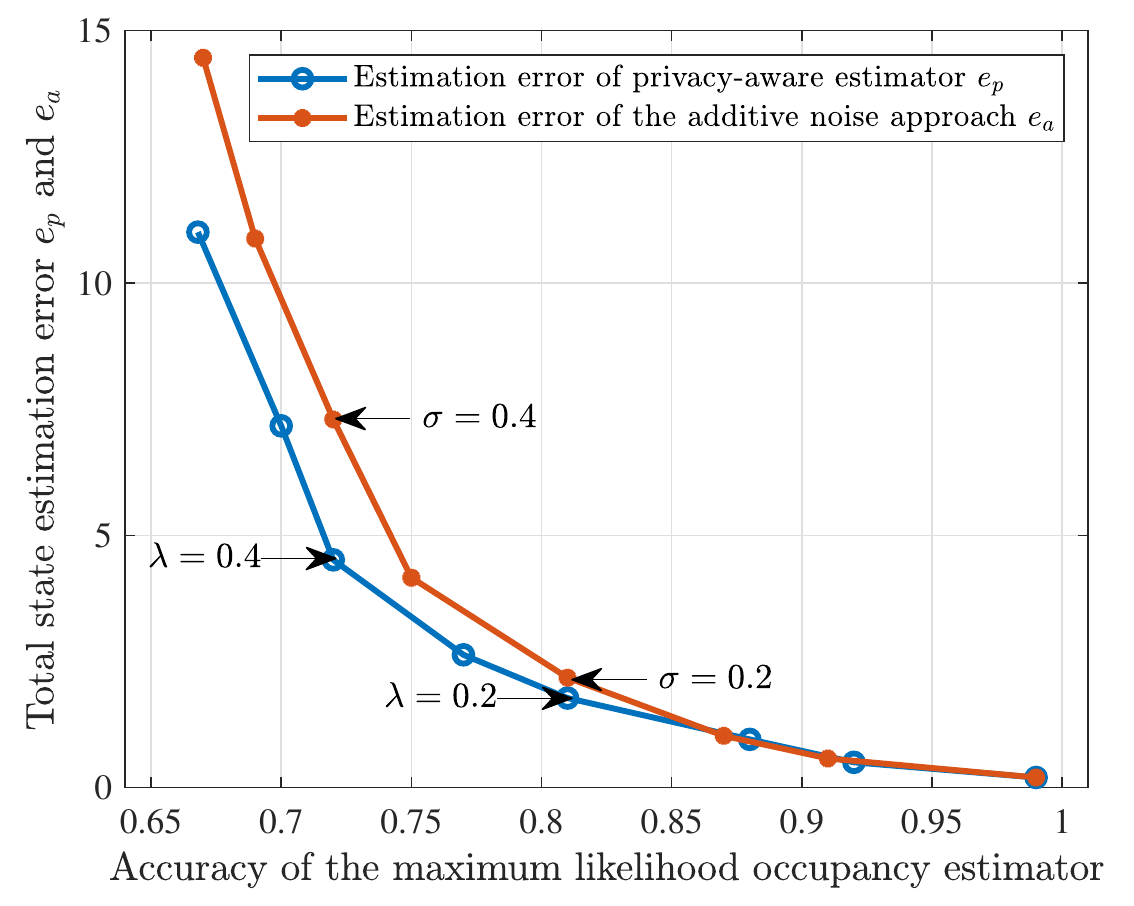 Estimation error of privacy-aware estimator e_p
Estimation error of the additive noise approach e_a
Total state estimation error e_p and e_a
15
10
5
0
σ = 0.4
λ = 0.4
σ = 0.2
λ = 0.2
0.65 0.7 0.75 0.8 0.85 0.9 0.95 1
Accuracy of the maximum likelihood occupancy estimator